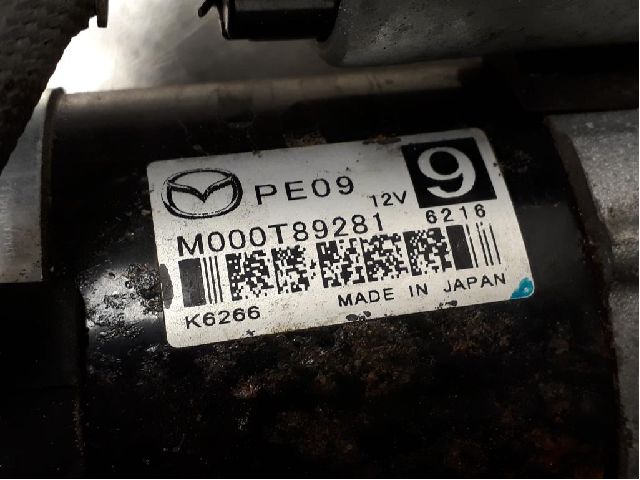 PE09 12V 9
M000T89281 6216
K6266 MADE IN JAPAN